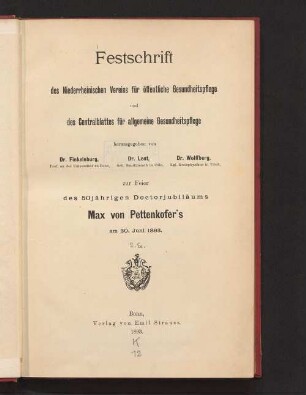 Festschrift
des Niederrheinischen Vereins für öffentliche Gesundheitspflege
und
des Centralblattes für allgemeine Gesundheitspflege
herausgegeben von
Dr. Finkelnburg, Dr. Lent, Dr. Wolffberg,
zur Feier
des 50jährigen Doctorjubiläums
Max von Pettenkofer's
am 30. Juni 1893.
Bonn,
Verlag von Emil Strauss.
1893.
K
12